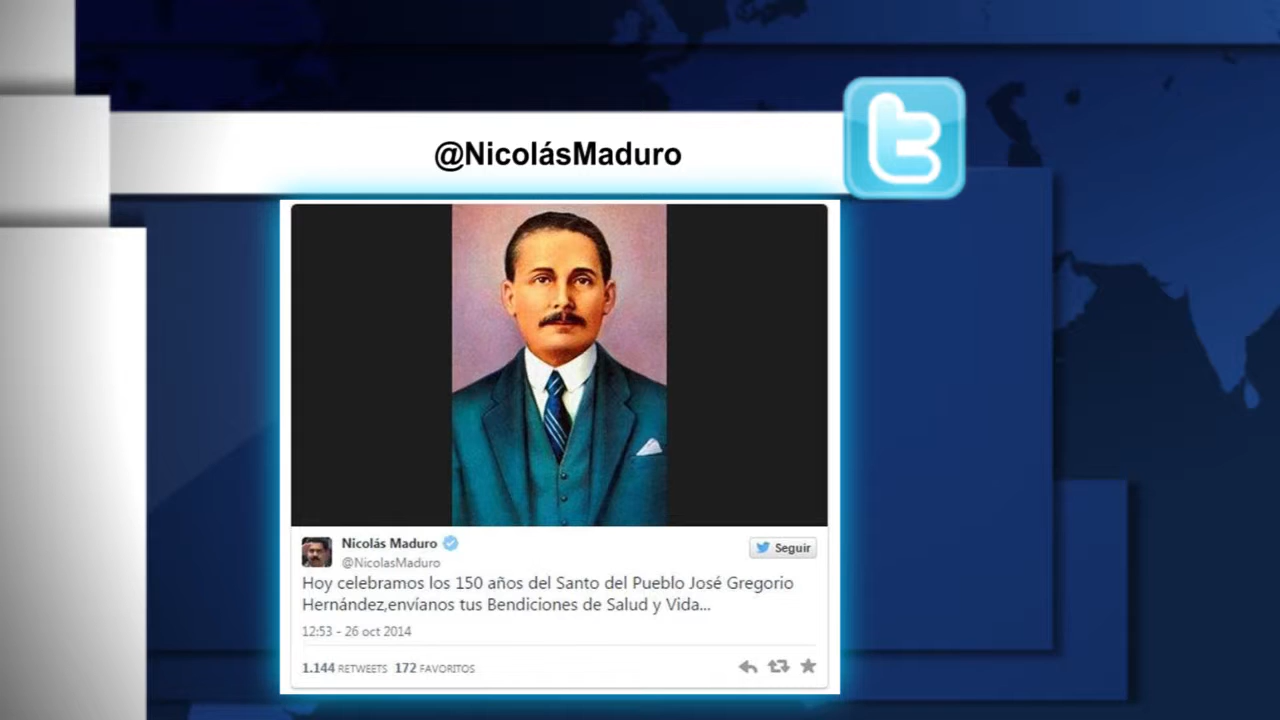 @NicolásMaduro
Nicolás Maduro
Seguir
@NicolasMaduro
Hoy celebramos los 150 años del Santo del Pueblo José Gregorio
Hernández,envíanos tus Bendiciones de Salud y Vida...
12:53 - 26 oct 2014
1.144 RETWEETS 172 FAVORITOS